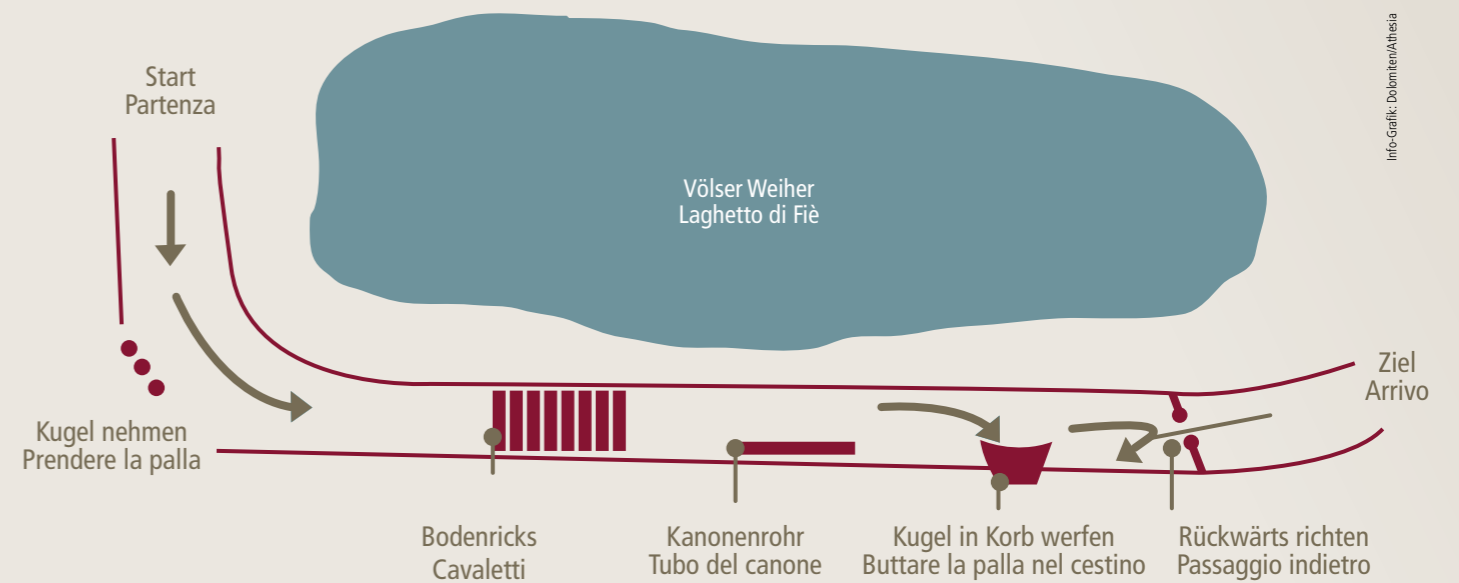 Start
Partenza
Info-Grafik: Dolomiten/Athesia
Völser Weiher
Laghetto di Fiè
Ziel
Arrivo
Kugel nehmen
Prendere la palla
Bodenricks
Cavaletti
Kanonenrohr
Tubo del canone
Kugel in Korb werfen
Buttare la palla nel cestino
Rückwärts richten
Passaggio indietro